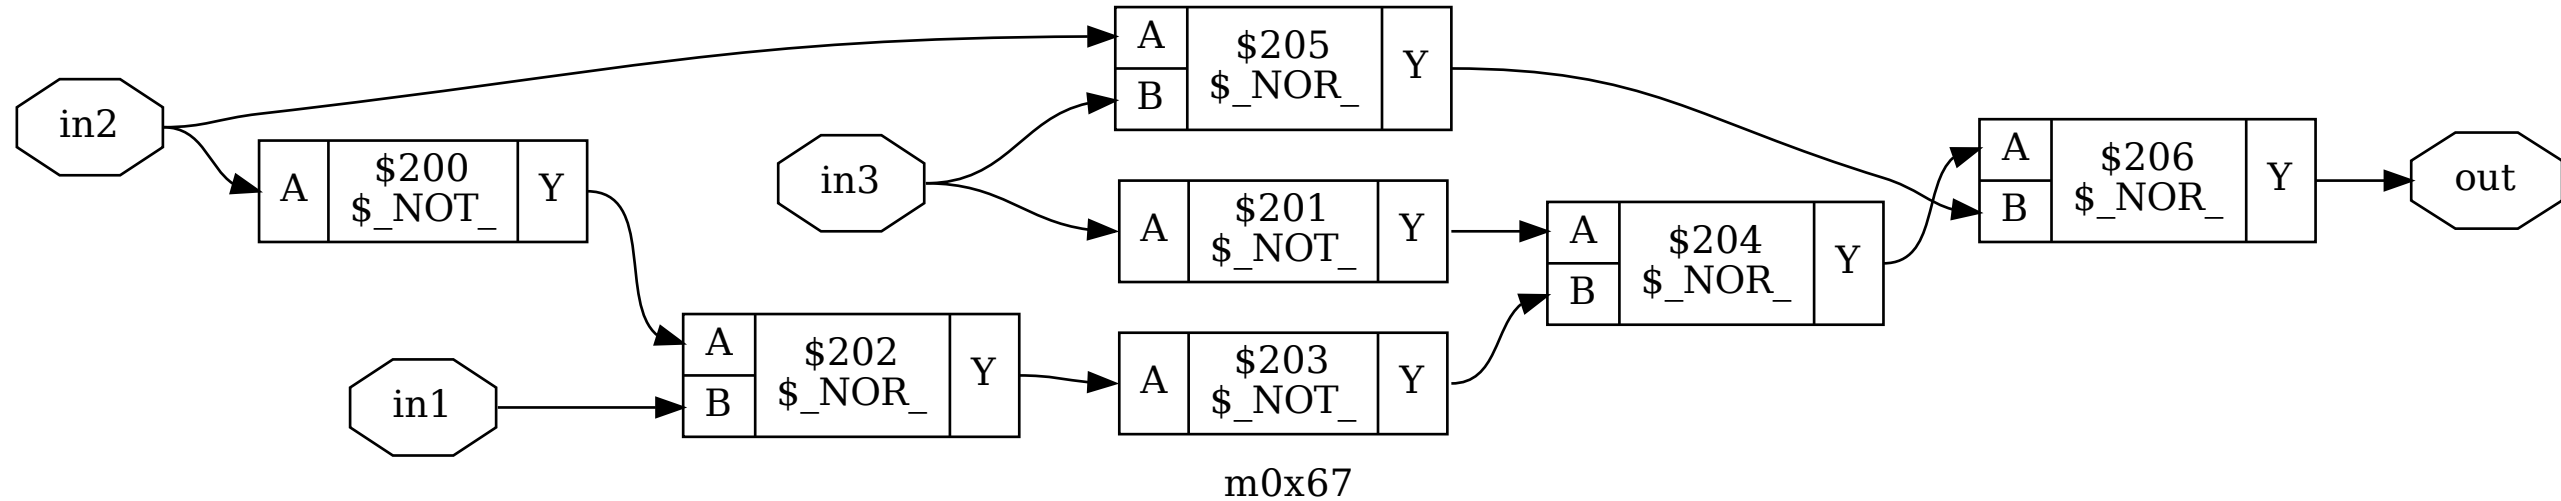 in2
A
$200
$_NOT_
Y
in1
A
B
$202
$_NOR_
Y
in3
A
B
$205
$_NOR_
Y
A
$201
$_NOT_
Y
A
$203
$_NOT_
Y
A
B
$204
$_NOR_
Y
A
B
$206
$_NOR_
Y
out
m0x67